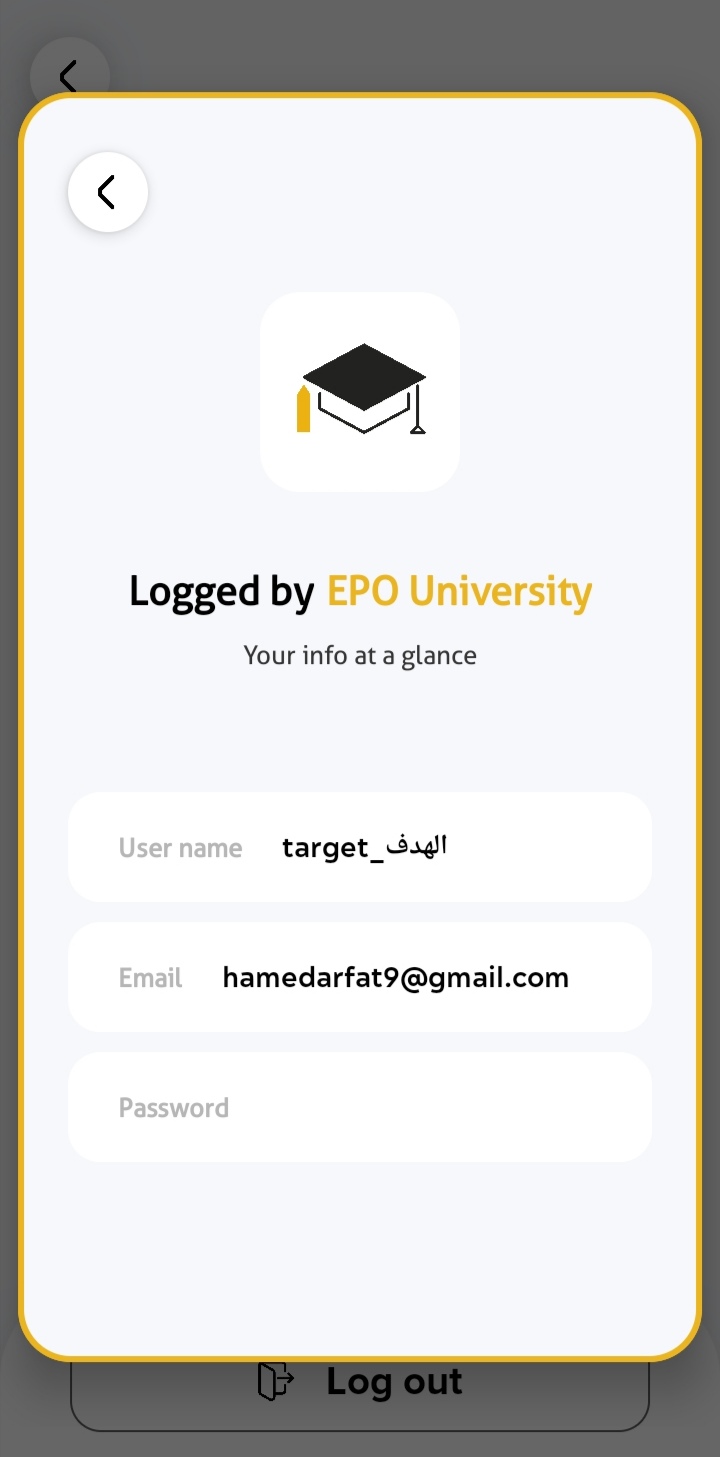 Logged by EPO University
Your info at a glance
User name target_الهدف
Email hamedarfat9@gmail.com
Password
Log out